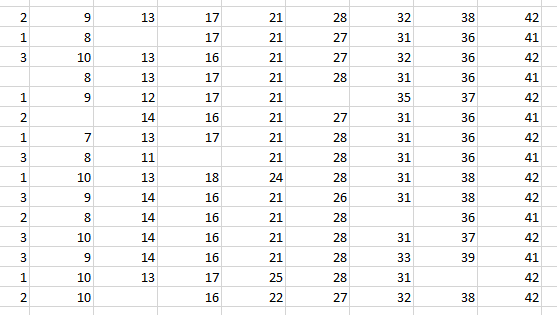 2 9 13 17 21 28 32 38 42
1 8 17 21 27 31 36 41
3 10 13 16 21 27 32 36 42
8 13 17 21 28 31 36 41
1 9 12 17 21 35 37 42
2 14 16 21 27 31 36 41
1 7 13 17 21 28 31 36 42
3 8 11 21 28 31 36 41
1 10 13 18 24 28 31 38 42
3 9 14 16 21 26 31 38 42
2 8 14 16 21 28 36 41
3 10 14 16 21 28 31 37 42
3 9 14 16 21 28 33 39 41
1 10 13 17 25 28 31 42
2 10 16 22 27 32 38 42